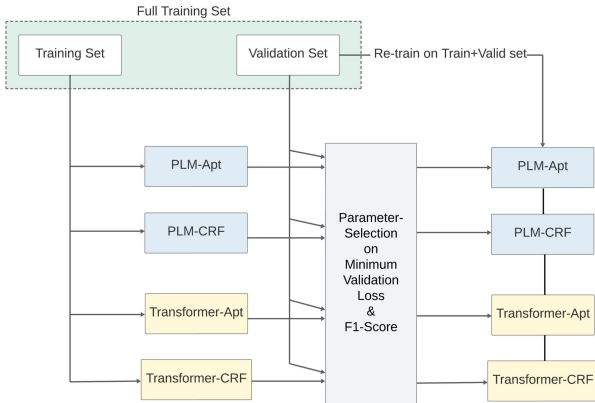 Full Training Set
Training Set
Validation Set
Re-train on Train+Valid set
PLM-Apt
PLM-CRF
Transformer-Apt
Transformer-CRF
Parameter-
Selection
on
Minimum
Validation
Loss
&
F1-Score
PLM-Apt
PLM-CRF
Transformer-Apt
Transformer-CRF